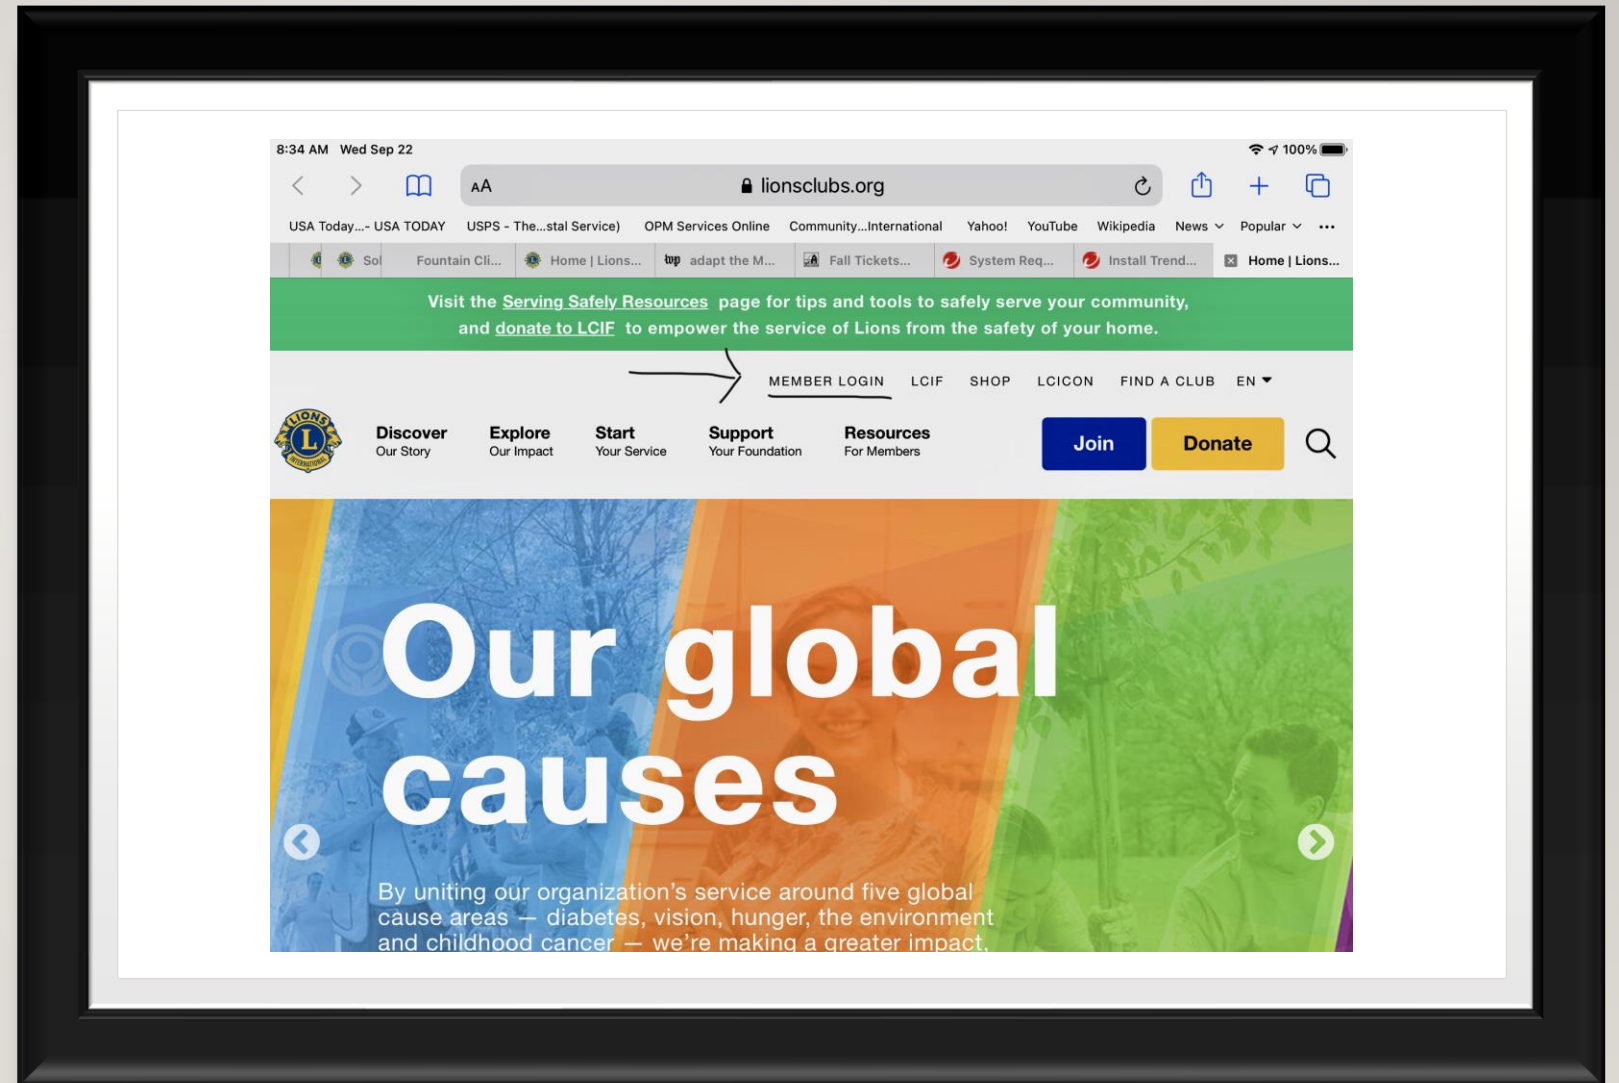 8:34 AM Wed Sep 22
100%
AA lionsclubs.org
USA Today...- USA TODAY USPS - The...stal Service) OPM Services Online Community...International Yahoo! YouTube Wikipedia News Popular ...
Sol Fountain Cli... Home | Lions... twp adapt the M... Fall Tickets... System Req... Install Trend... Home | Lions...
Visit the Serving Safely Resources page for tips and tools to safely serve your community,
and donate to LCIF to empower the service of Lions from the safety of your home.
MEMBER LOGIN LCIF SHOP LCICON FIND A CLUB EN
LIONS
L
INTERNATIONAL
Discover Explore Start Support Resources
Our Story Our Impact Your Service Your Foundation For Members
Join Donate
Our global
causes
By uniting our organization's service around five global
cause areas — diabetes, vision, hunger, the environment
and childhood cancer — we're making a greater impact,